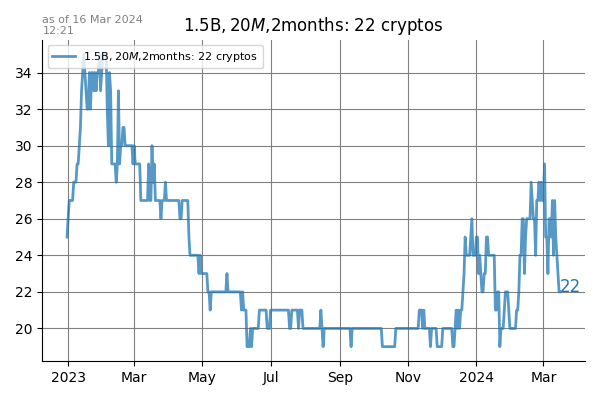 as of 16 Mar 2024
12:21
1.5B, 20M,2months: 22 cryptos
1.5B, 20M,2months: 22 cryptos
34
32
30
28
26
24
22
20
22
2023
Mar
May
Jul
Sep
Nov
2024
Mar